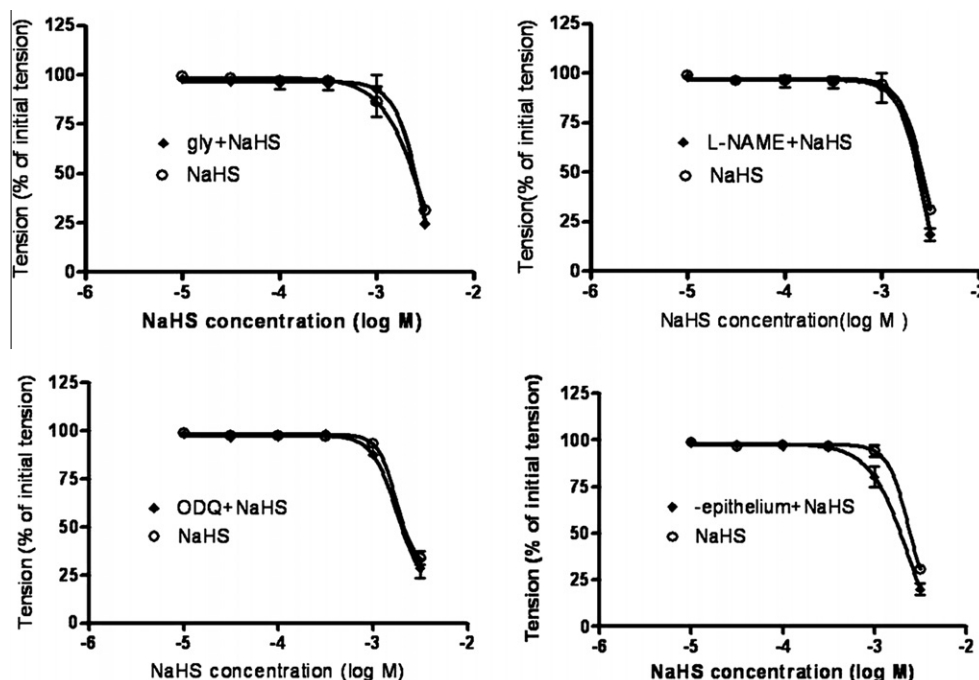 Tension (% of initial tension)
125
100
75
50
25
0
gly+NaHS
NaHS
-6
-5
-4
-3
-2
NaHS concentration (log M)
Tension(% of initial tension)
125
100
75
50
25
0
L-NAME+NaHS
NaHS
-6
-5
-4
-3
-2
NaHS concentration(log M )
Tension (% of initial tension)
125
100
75
50
25
0
ODQ+NaHS
NaHS
-6
-5
-4
-3
-2
NaHS concentration (log M)
Tension (% of initial tension)
125
100
75
50
25
0
-epithelium+NaHS
NaHS
-6
-5
-4
-3
-2
NaHS concentration (log M)